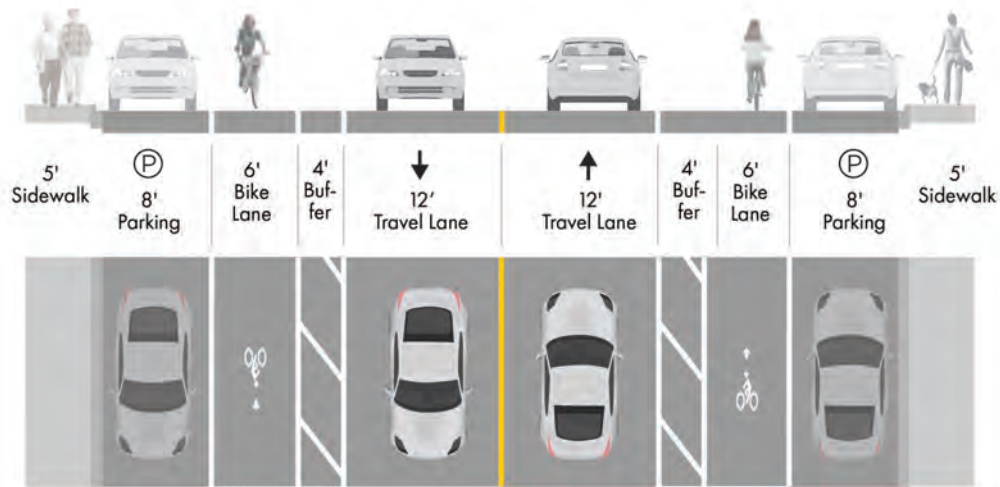 5'
Sidewalk
P
8'
Parking
6'
Bike
Lane
4'
Buf-
fer
12'
Travel Lane
12'
Travel Lane
4'
Buf-
fer
6'
Bike
Lane
P
8'
Parking
5'
Sidewalk